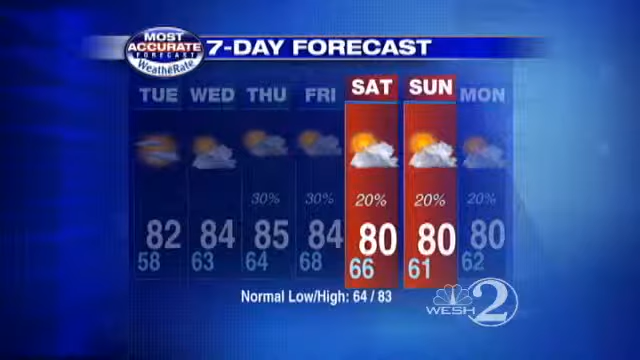 MOST
ACCURATE
FORECAST
WeatheRate
7-DAY FORECAST
TUE WED THU FRI SAT SUN MON
30% 30% 20% 20% 20%
82 84 85 84 80 80 80
58 63 64 68 66 61 62
Normal Low/High: 64 / 83
WESH 2